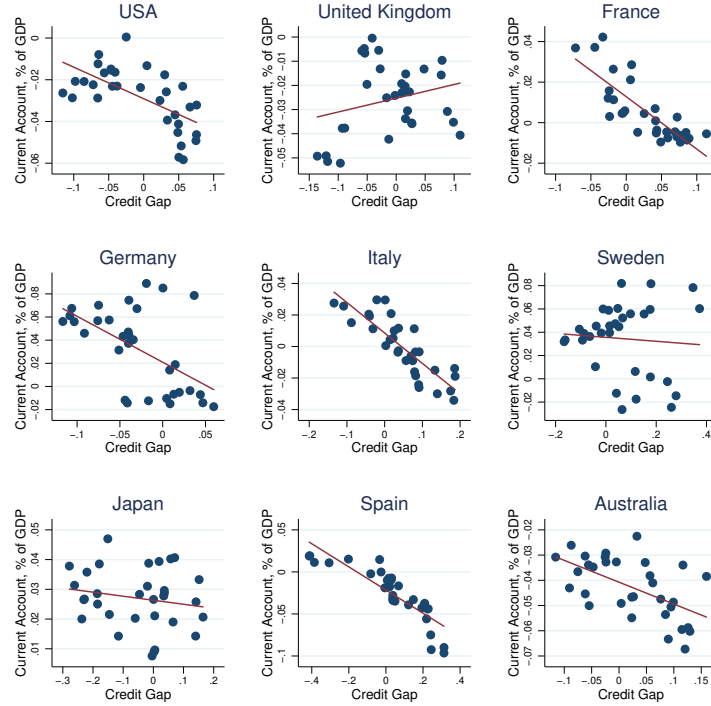 USA
Current Account, % of GDP
0
−.02
−.04
−.06
−.1 −.05 0 .05 .1
Credit Gap
United Kingdom
Current Account, % of GDP
0
−.01
−.02
−.03
−.04
−.05
−.15 −.1 −.05 0 .05 .1
Credit Gap
France
Current Account, % of GDP
.04
.02
0
−.02
−.1 −.05 0 .05 .1
Credit Gap
Germany
Current Account, % of GDP
.08
.06
.04
.02
0
−.02
−.1 −.05 0 .05
Credit Gap
Italy
Current Account, % of GDP
.04
.02
0
−.02
−.04
−.2 −.1 0 .1 .2
Credit Gap
Sweden
Current Account, % of GDP
.08
.06
.04
.02
0
−.02
−.2 0 .2 .4
Credit Gap
Japan
Current Account, % of GDP
.05
.04
.03
.02
.01
−.3 −.2 −.1 0 .1 .2
Credit Gap
Spain
Current Account, % of GDP
.05
0
−.05
−.1
−.4 −.2 0 .2 .4
Credit Gap
Australia
Current Account, % of GDP
−.02
−.03
−.04
−.05
−.06
−.07
−.1 −.05 0 .05 .1 .15
Credit Gap